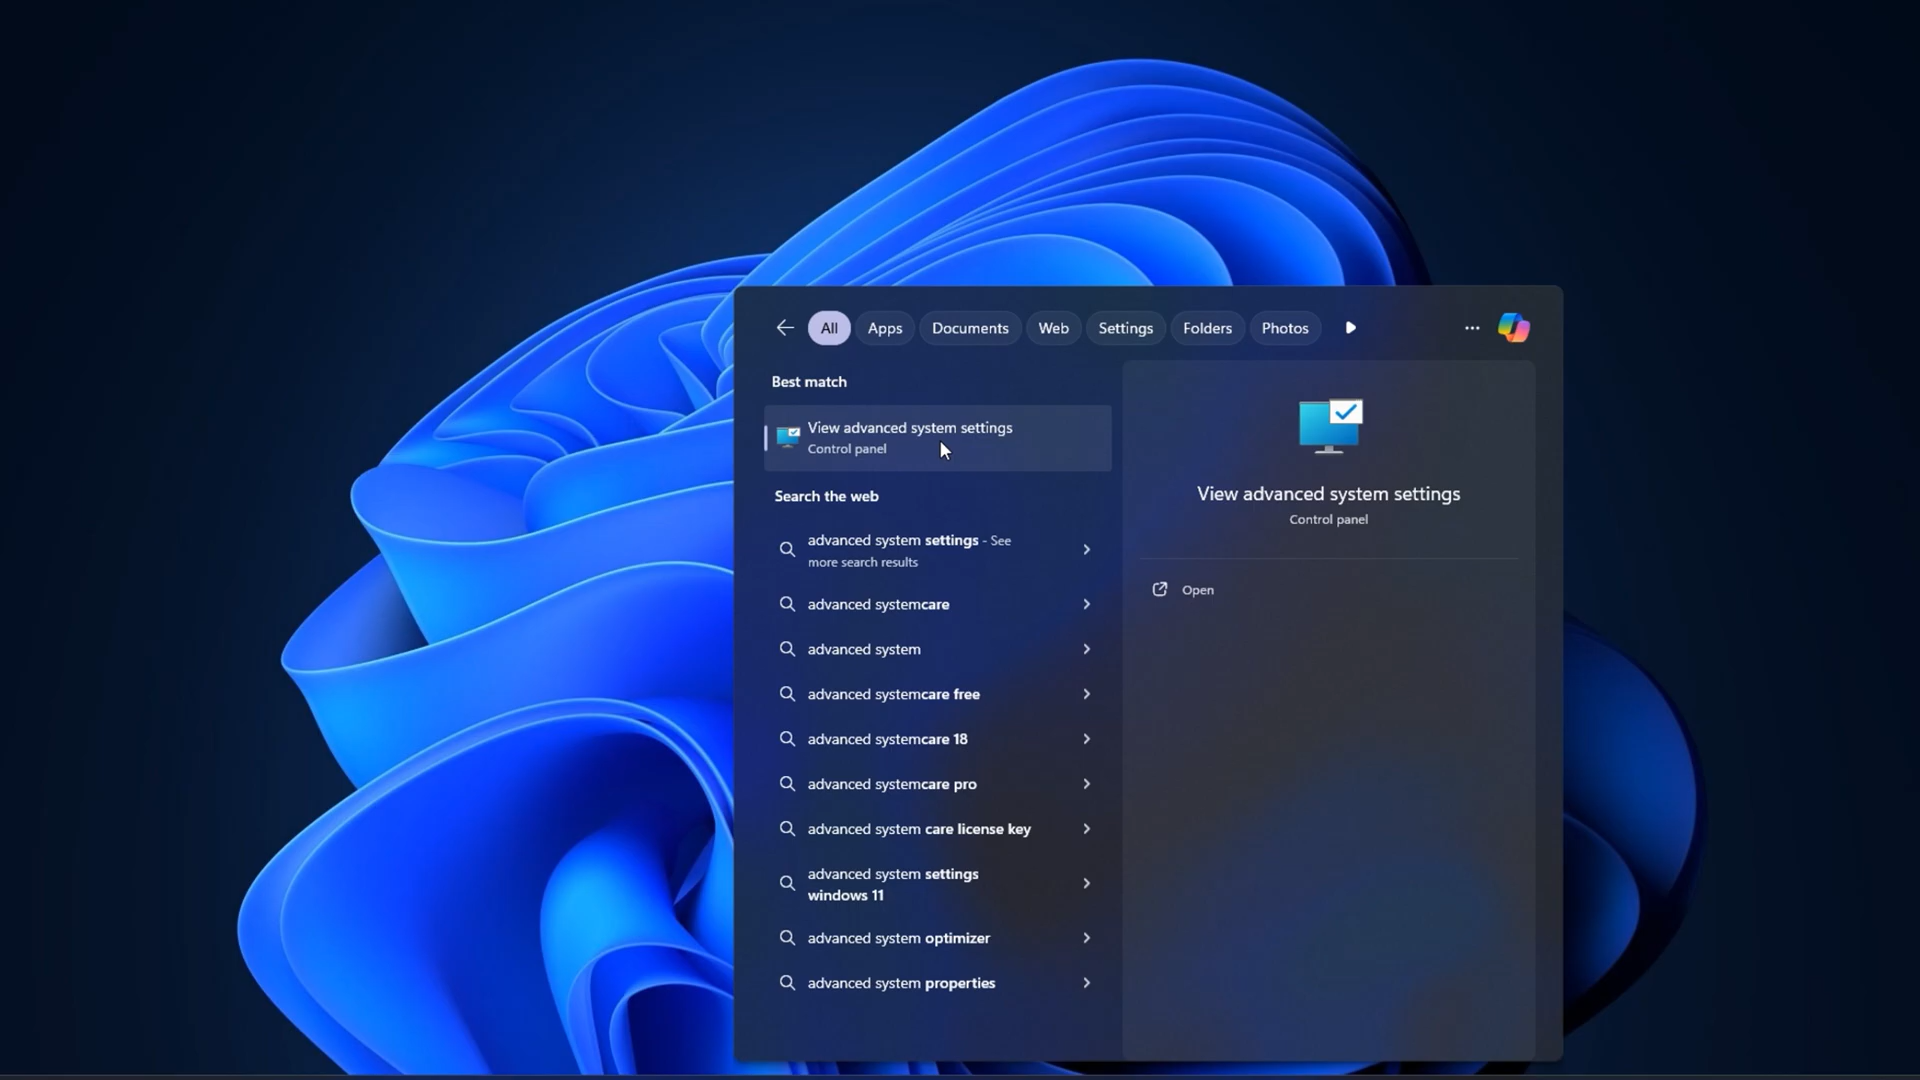 All
Apps
Documents
Web
Settings
Folders
Photos
Best match
View advanced system settings
Control panel
Search the web
advanced system settings - See
more search results
advanced systemcare
advanced system
advanced systemcare free
advanced systemcare 18
advanced systemcare pro
advanced system care license key
advanced system settings
windows 11
advanced system optimizer
advanced system properties
View advanced system settings
Control panel
Open